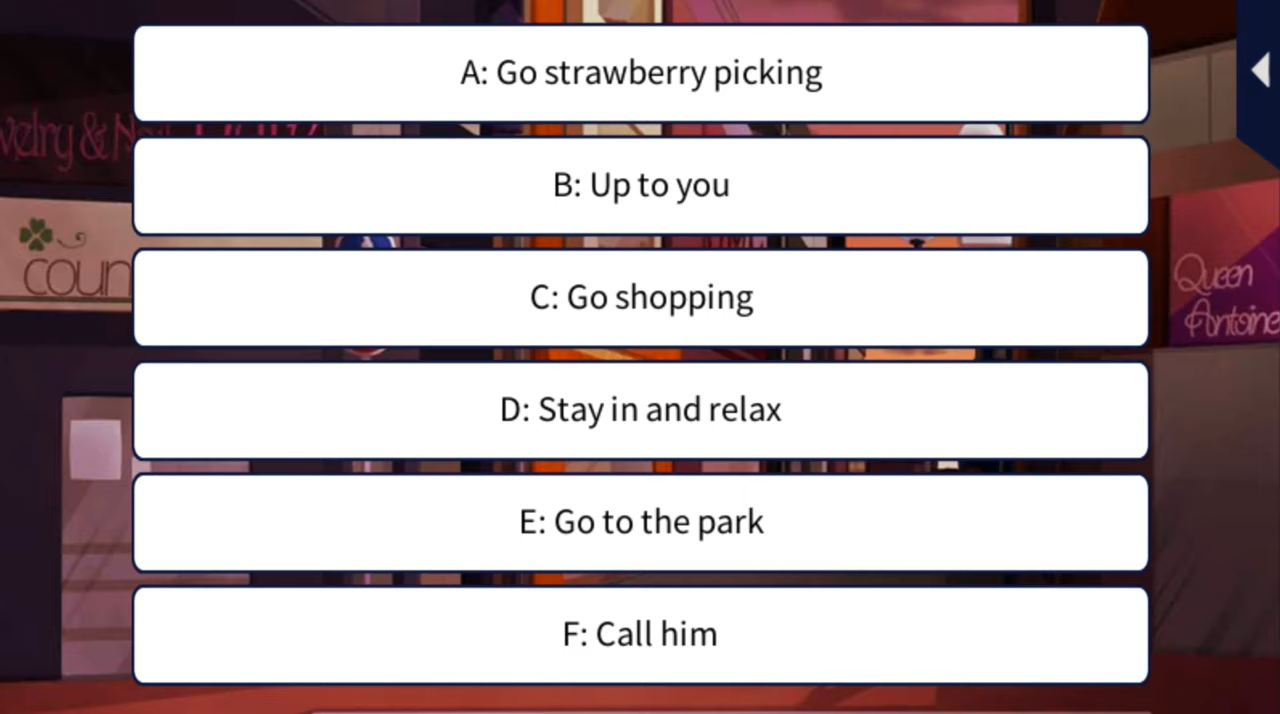 A: Go strawberry picking
B: Up to you
C: Go shopping
D: Stay in and relax
E: Go to the park
F: Call him
Queen